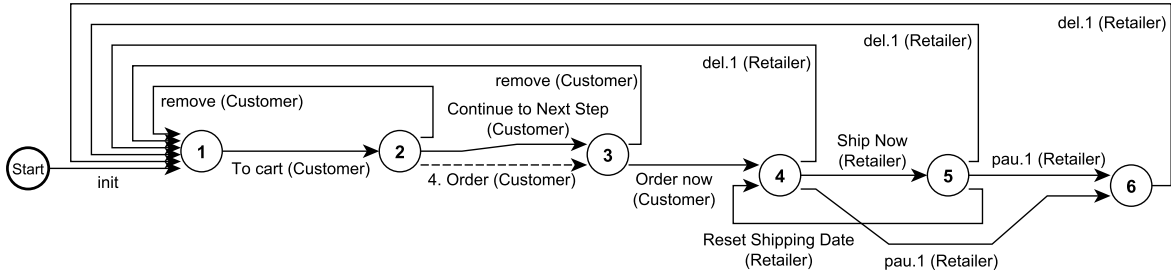 del.1 (Retailer)
del.1 (Retailer)
del.1 (Retailer)
remove (Customer)
remove (Customer)
Continue to Next Step
(Customer)
Start
init
1
To cart (Customer)
2
4. Order (Customer)
3
Order now
(Customer)
4
Ship Now
(Retailer)
5
pau.1 (Retailer)
6
Reset Shipping Date
(Retailer)
pau.1 (Retailer)